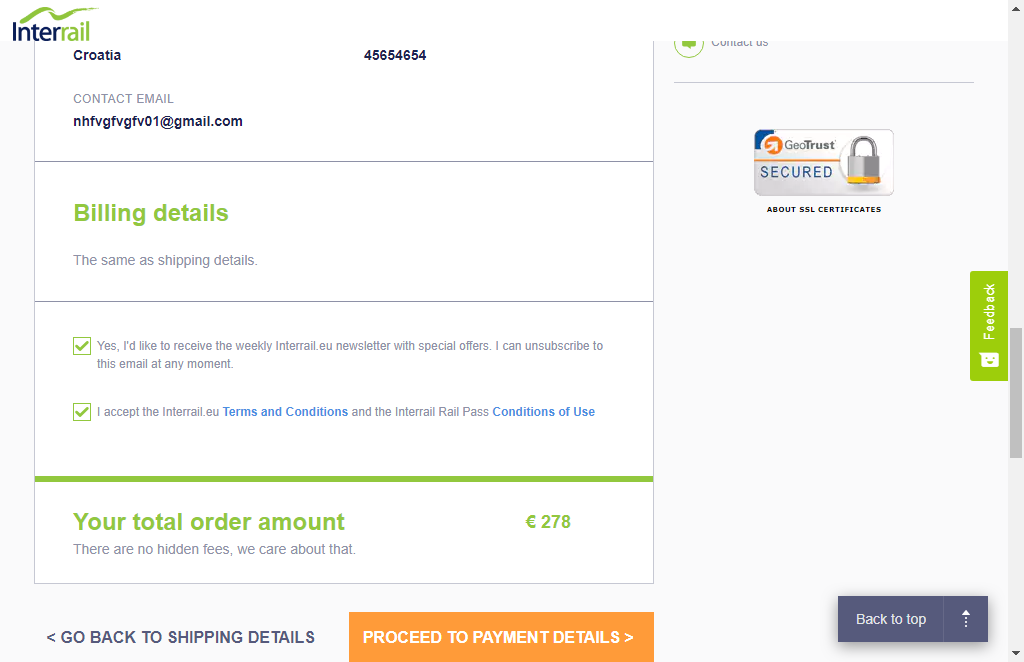 Interrail
Contact us
Croatia
45654654
CONTACT EMAIL
nhfvgfvgfv01@gmail.com
GeoTrust
SECURED
ABOUT SSL CERTIFICATES
Billing details
The same as shipping details.
Feedback
Yes, I'd like to receive the weekly Interrail.eu newsletter with special offers. I can unsubscribe to
this email at any moment.
I accept the Interrail.eu Terms and Conditions and the Interrail Rail Pass Conditions of Use
Your total order amount
€ 278
There are no hidden fees, we care about that.
Back to top
< GO BACK TO SHIPPING DETAILS
PROCEED TO PAYMENT DETAILS >